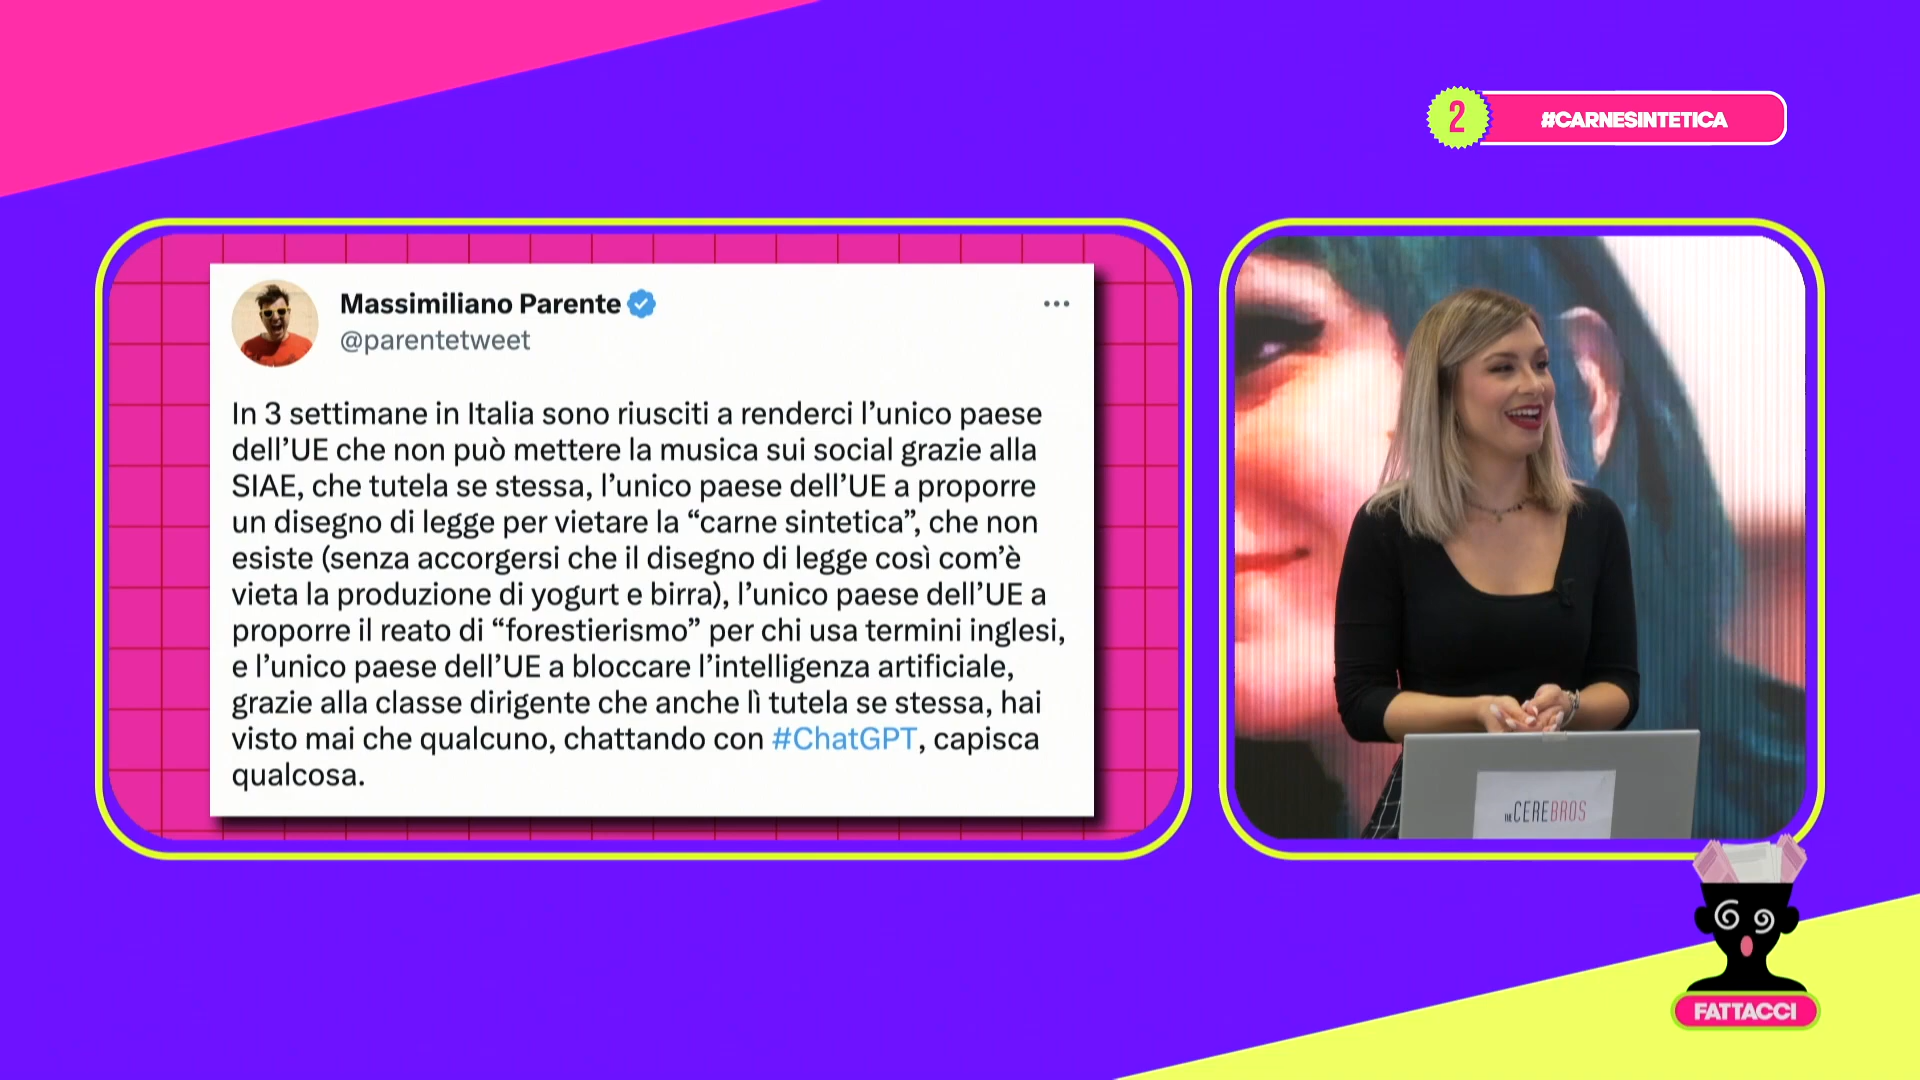 2
#CARNESINTETICA
Massimiliano Parente
@parentetweet
In 3 settimane in Italia sono riusciti a renderci l’unico paese
dell’UE che non può mettere la musica sui social grazie alla
SIAE, che tutela se stessa, l’unico paese dell’UE a proporre
un disegno di legge per vietare la “carne sintetica”, che non
esiste (senza accorgersi che il disegno di legge così com’è
vieta la produzione di yogurt e birra), l’unico paese dell’UE a
proporre il reato di “forestierismo” per chi usa termini inglesi,
e l’unico paese dell’UE a bloccare l’intelligenza artificiale,
grazie alla classe dirigente che anche lì tutela se stessa, hai
visto mai che qualcuno, chattando con #ChatGPT, capisca
qualcosa.
THE CEREBROS
FATTACCI